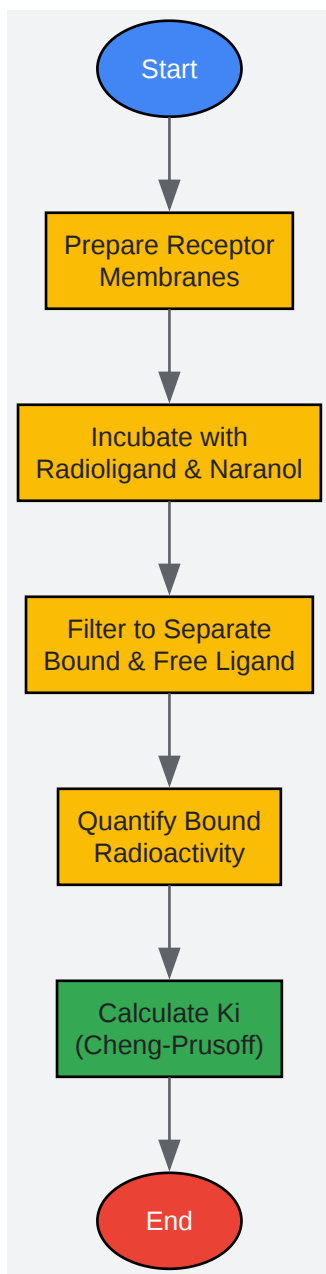 Start
Prepare Receptor
Membranes
Incubate with
Radioligand & Naranol
Filter to Separate
Bound & Free Ligand
Quantify Bound
Radioactivity
Calculate Ki
(Cheng-Prusoff)
End